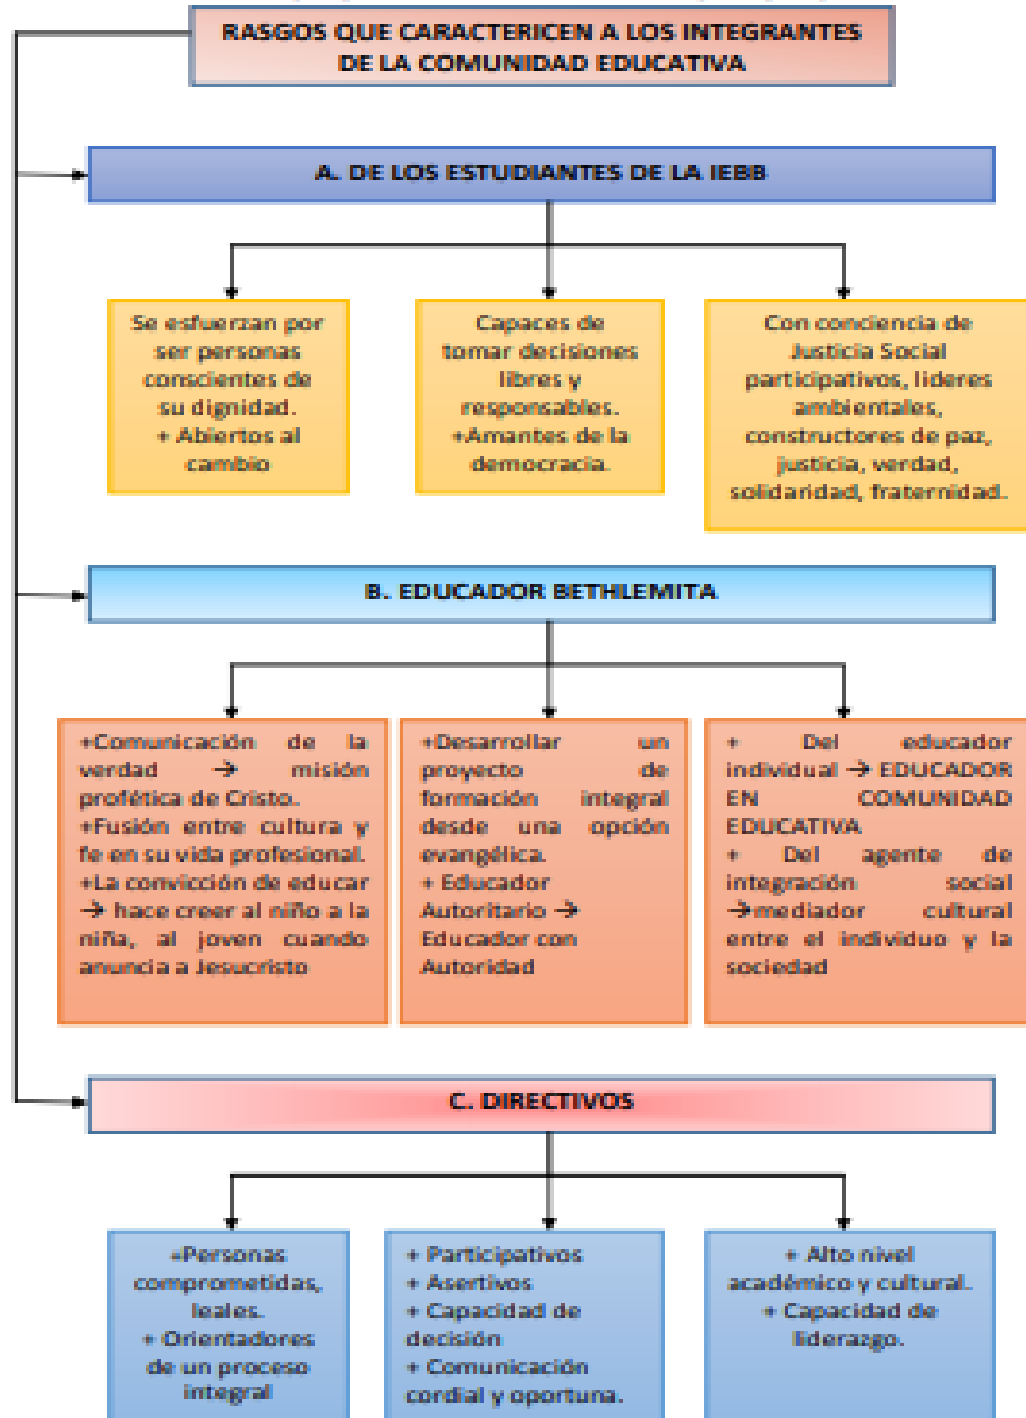 RASGOS QUE CARACTERICEN A LOS INTEGRANTES
DE LA COMUNIDAD EDUCATIVA
A. DE LOS ESTUDIANTES DE LA IEBB
Se esfuerzan por
ser personas
conscientes de
su dignidad.
+ Abiertos al
cambio
Capaces de
tomar decisiones
libres y
responsables.
+Amantes de la
democracia.
Con conciencia de
Justicia Social
participativos, lideres
ambientales,
constructores de paz,
justicia, verdad,
solidaridad, fraternidad.
B. EDUCADOR BETHLEMITA
+Comunicación de la
verdad → misión
profética de Cristo.
+Fusión entre cultura y
fe en su vida profesional.
+La convicción de educar
→ hace creer al niño a la
niña, al joven cuando
anuncia a Jesucristo
+Desarrollar un
proyecto de
formación integral
desde una opción
evangélica.
+ Educador
Autoritario →
Educador con
Autoridad
+ Del educador
individual → EDUCADOR
EN COMUNIDAD
EDUCATIVA
+ Del agente de
integración social
→mediador cultural
entre el individuo y la
sociedad
C. DIRECTIVOS
+Personas
comprometidas,
leales.
+ Orientadores
de un proceso
integral
+ Participativos
+ Asertivos
+ Capacidad de
decisión
+ Comunicación
cordial y oportuna.
+ Alto nivel
académico y cultural.
+ Capacidad de
liderazgo.